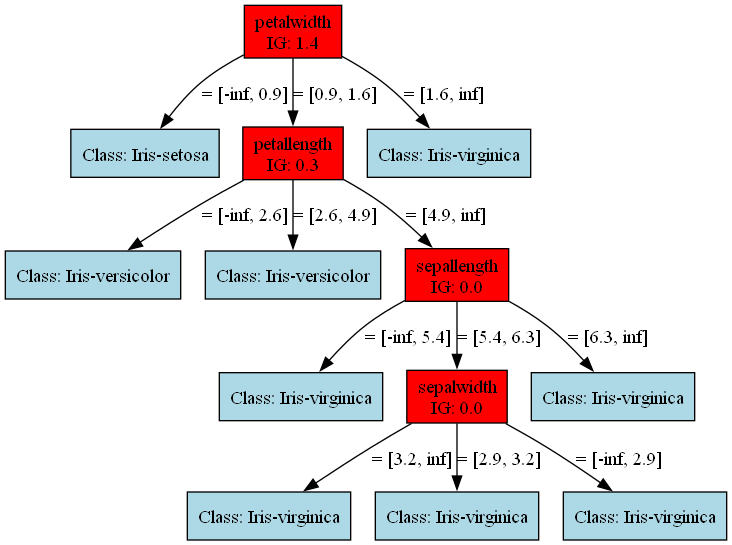 petalwidth
IG: 1.4
= [-inf, 0.9]
= [0.9, 1.6]
= [1.6, inf]
Class: Iris-setosa
petallength
IG: 0.3
Class: Iris-virginica
= [-inf, 2.6]
= [2.6, 4.9]
= [4.9, inf]
Class: Iris-versicolor
Class: Iris-versicolor
sepallength
IG: 0.0
= [-inf, 5.4]
= [5.4, 6.3]
= [6.3, inf]
Class: Iris-virginica
sepalwidth
IG: 0.0
Class: Iris-virginica
= [3.2, inf]
= [2.9, 3.2]
= [-inf, 2.9]
Class: Iris-virginica
Class: Iris-virginica
Class: Iris-virginica